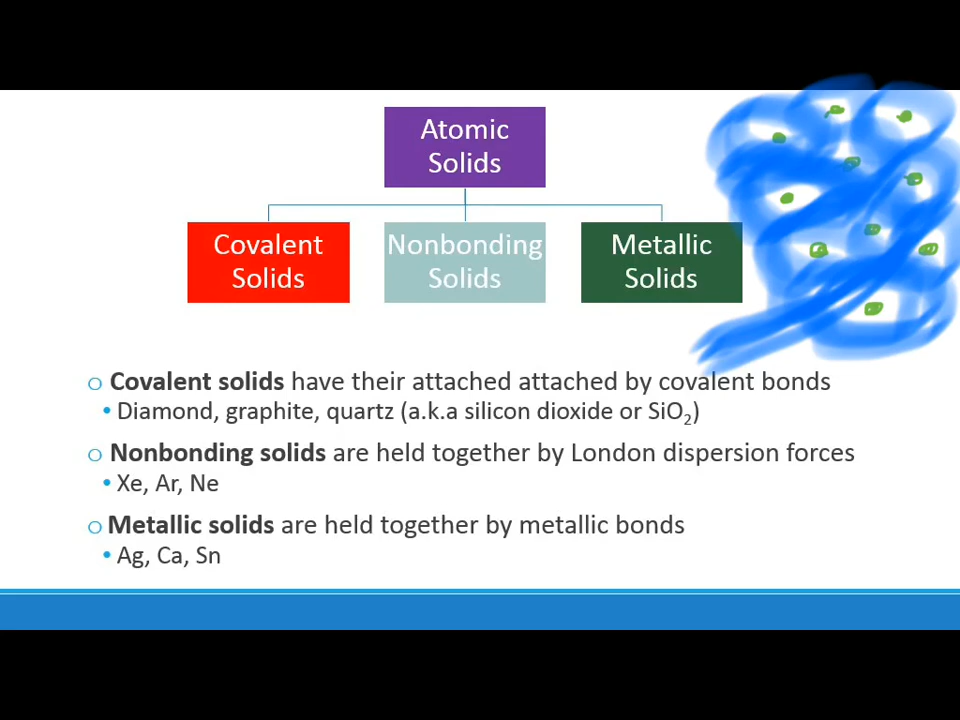 Atomic
Solids
Covalent
Solids
Nonbonding
Solids
Metallic
Solids
o Covalent solids have their attached attached by covalent bonds
• Diamond, graphite, quartz (a.k.a silicon dioxide or SiO₂)
o Nonbonding solids are held together by London dispersion forces
• Xe, Ar, Ne
o Metallic solids are held together by metallic bonds
• Ag, Ca, Sn